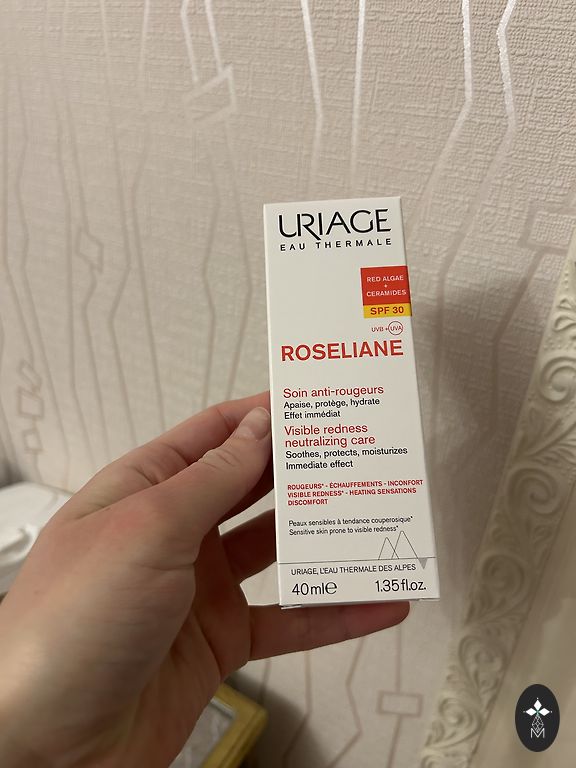 URIAGE
EAU THERMALE
RED ALGAE
+
CERAMIDES
SPF 30
UVB + UVA
ROSELIANE
Soin anti-rougeurs
Apaise, protège, hydrate
Effet immédiat
Visible redness
neutralizing care
Soothes, protects, moisturizes
Immediate effect
ROUGEURS* - ÉCHAUFFEMENTS - INCONFORT
VISIBLE REDNESS* - HEATING SENSATIONS
DISCOMFORT
Peaux sensibles à tendance couperosique*
Sensitive skin prone to visible redness*
URIAGE, L'EAU THERMALE DES ALPES
40 ml e 1.35 fl.oz.
M